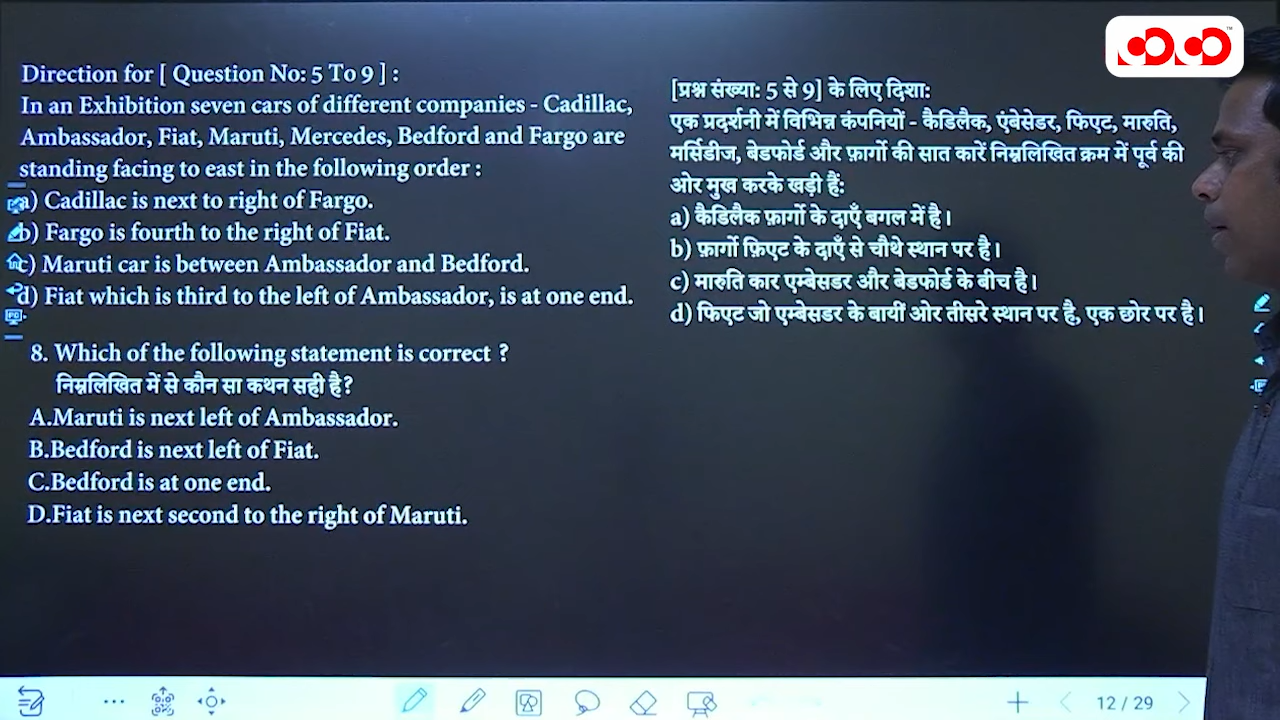 Direction for [ Question No: 5 To 9 ] :
In an Exhibition seven cars of different companies - Cadillac,
Ambassador, Fiat, Maruti, Mercedes, Bedford and Fargo are
standing facing to east in the following order :
a) Cadillac is next to right of Fargo.
b) Fargo is fourth to the right of Fiat.
c) Maruti car is between Ambassador and Bedford.
d) Fiat which is third to the left of Ambassador, is at one end.
8. Which of the following statement is correct ?
निम्नलिखित में से कौन सा कथन सही है?
A.Maruti is next left of Ambassador.
B.Bedford is next left of Fiat.
C.Bedford is at one end.
D.Fiat is next second to the right of Maruti.
[प्रश्न संख्या: 5 से 9] के लिए दिशा:
एक प्रदर्शनी में विभिन्न कंपनियों - कैडिलैक, एंबेसेडर, फिएट, मारुति,
मर्सिडीज, बेडफोर्ड और फ़ार्गो की सात कारें निम्नलिखित क्रम में पूर्व की
ओर मुख करके खड़ी हैं:
a) कैडिलैक फ़ार्गो के दाएँ बगल में है।
b) फ़ार्गो फ़िएट के दाएँ से चौथे स्थान पर है।
c) मारुति कार एम्बेसडर और बेडफोर्ड के बीच है।
d) फिएट जो एम्बेसडर के बायीं ओर तीसरे स्थान पर है, एक छोर पर है।
12 / 29